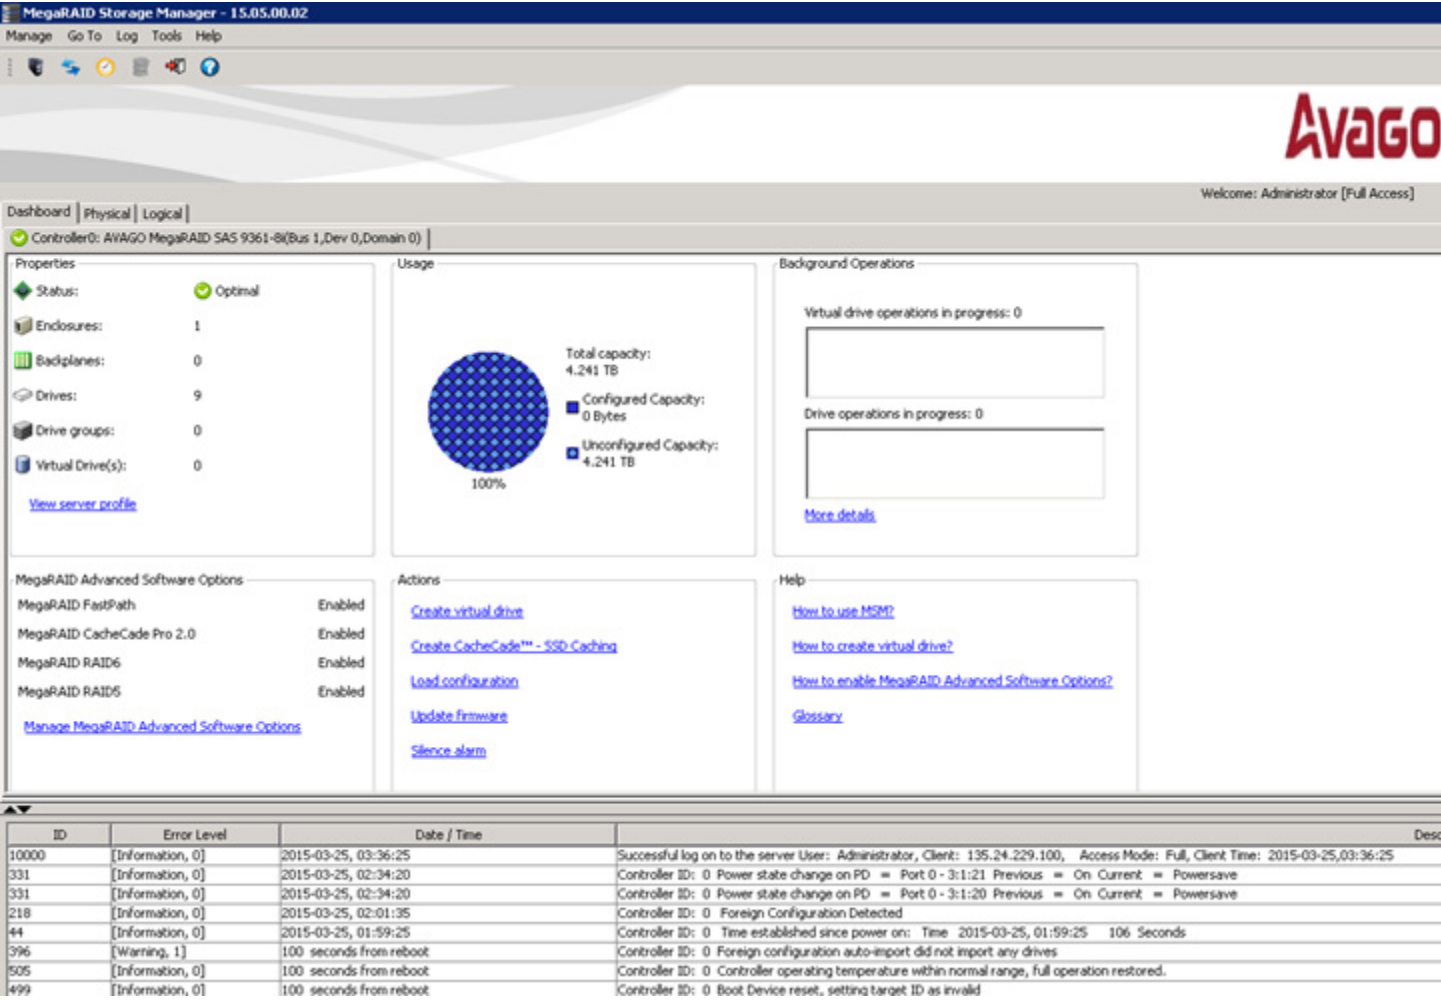 MegaRAID Storage Manager - 15.05.00.02
Manage Go To Log Tools Help
Avago
Welcome: Administrator [Full Access]
Dashboard Physical Logical
Controller0: AVAGO MegaRAID SAS 9361-8i(Bus 1,Dev 0,Domain 0)
Properties
Status: Optimal
Enclosures: 1
Backplanes: 0
Drives: 9
Drive groups: 0
Virtual Drive(s): 0
View server profile
Usage
Total capacity:
4.241 TB
Configured Capacity:
0 Bytes
Unconfigured Capacity:
4.241 TB
100%
Background Operations
Virtual drive operations in progress: 0
Drive operations in progress: 0
More details
MegaRAID Advanced Software Options
MegaRAID FastPath Enabled
MegaRAID CacheCade Pro 2.0 Enabled
MegaRAID RAID6 Enabled
MegaRAID RAID5 Enabled
Manage MegaRAID Advanced Software Options
Actions
Create virtual drive
Create CacheCade™ - SSD Caching
Load configuration
Update firmware
Silence alarm
Help
How to use MSM?
How to create virtual drive?
How to enable MegaRAID Advanced Software Options?
Glossary
ID Error Level Date / Time Desc
10000 [Information, 0] 2015-03-25, 03:36:25 Successful log on to the server User: Administrator, Client: 135.24.229.100, Access Mode: Full, Client Time: 2015-03-25,03:36:25
331 [Information, 0] 2015-03-25, 02:34:20 Controller ID: 0 Power state change on PD = Port 0 - 3:1:21 Previous = On Current = Powersave
331 [Information, 0] 2015-03-25, 02:34:20 Controller ID: 0 Power state change on PD = Port 0 - 3:1:20 Previous = On Current = Powersave
218 [Information, 0] 2015-03-25, 02:01:35 Controller ID: 0 Foreign Configuration Detected
44 [Information, 0] 2015-03-25, 01:59:25 Controller ID: 0 Time established since power on: Time 2015-03-25, 01:59:25 106 Seconds
396 [Warning, 1] 100 seconds from reboot Controller ID: 0 Foreign configuration auto-import did not import any drives
505 [Information, 0] 100 seconds from reboot Controller ID: 0 Controller operating temperature within normal range, full operation restored.
499 [Information, 0] 100 seconds from reboot Controller ID: 0 Boot Device reset, setting target ID as invalid